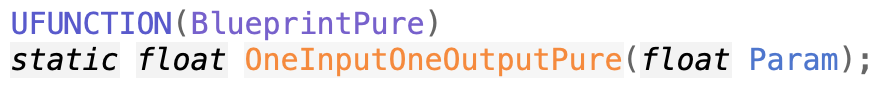 UFUNCTION(BlueprintPure)
static float OneInputOneOutputPure(float Param);